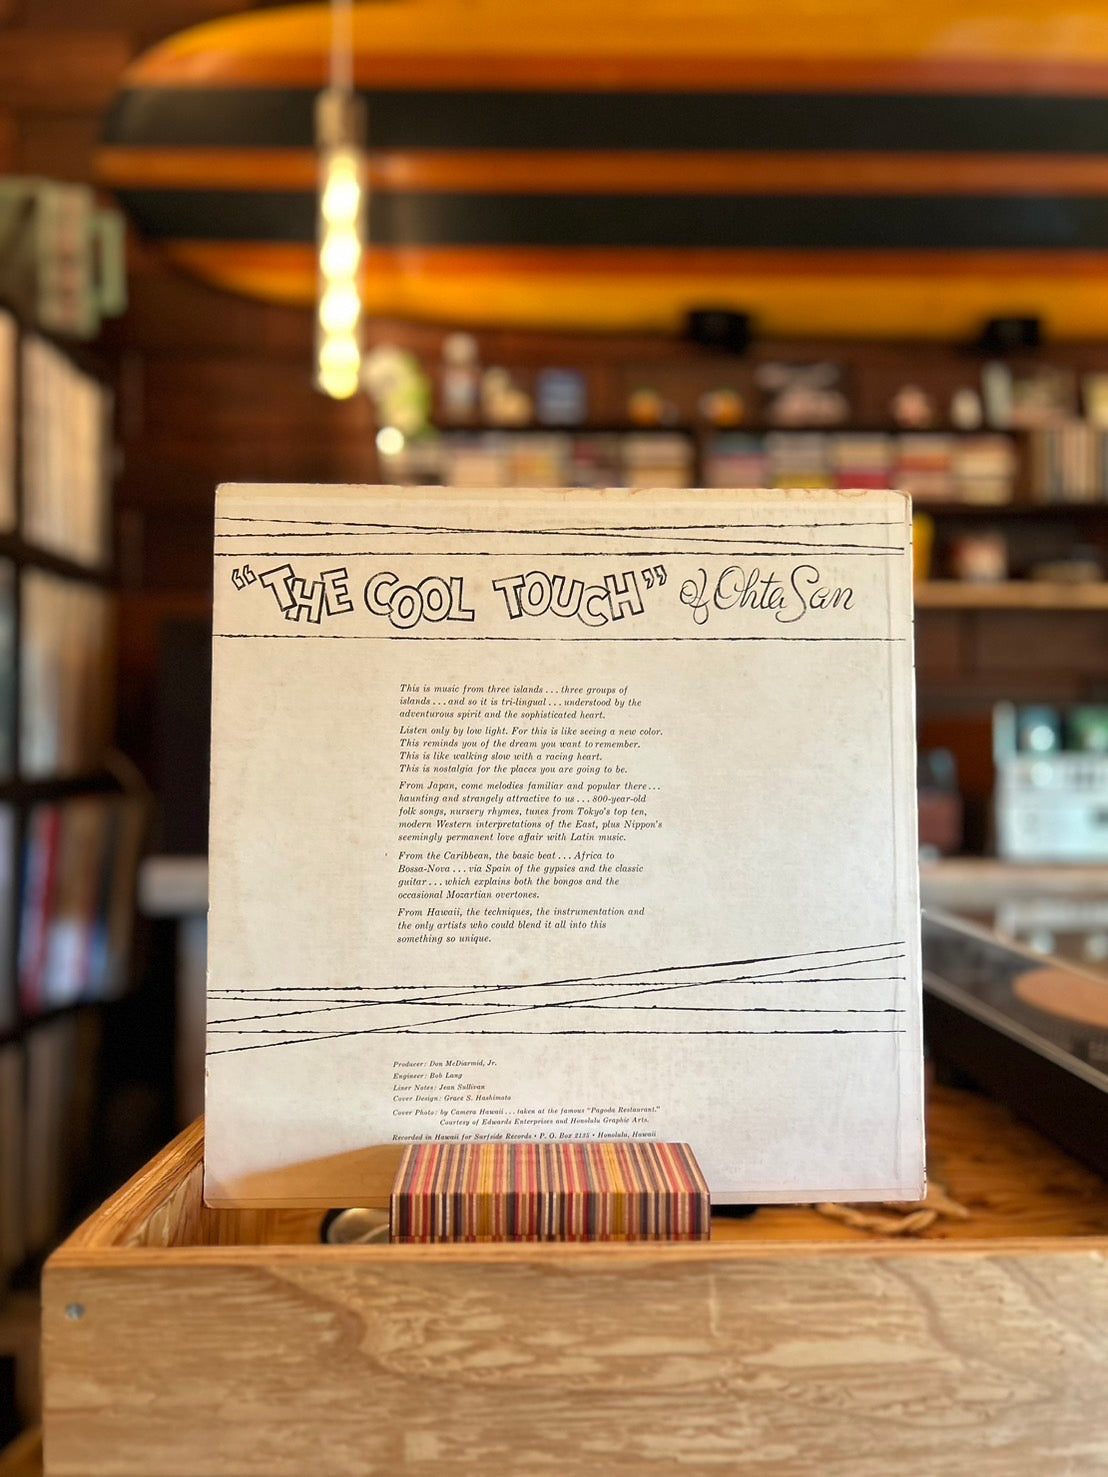 “THE COOL TOUCH” of Ohta San
This is music from three islands . . . three groups of
islands . . . and so it is tri-lingual . . . understood by the
adventurous spirit and the sophisticated heart.
Listen only by low light. For this is like seeing a new color.
This reminds you of the dream you want to remember.
This is like walking slow with a racing heart.
This is nostalgia for the places you are going to be.
From Japan, come melodies familiar and popular there . . .
haunting and strangely attractive to us . . . 800-year-old
folk songs, nursery rhymes, tunes from Tokyo's top ten,
modern Western interpretations of the East, plus Nippon's
seemingly permanent love affair with Latin music.
From the Caribbean, the basic beat . . . Africa to
Bossa-Nova . . . via Spain of the gypsies and the classic
guitar . . . which explains both the bongos and the
occasional Mozartian overtones.
From Hawaii, the techniques, the instrumentation and
the only artists who could blend it all into this
something so unique.
Producer: Don McDiarmid, Jr.
Engineer: Bob Lang
Liner Notes: Jean Sullivan
Cover Design: Grace S. Hashimoto
Cover Photo: by Camera Hawaii . . . taken at the famous "Pagoda Restaurant."
Courtesy of Edwards Enterprises and Honolulu Graphic Arts.
Recorded in Hawaii for Surfside Records • P. O. Box 2135 • Honolulu, Hawaii